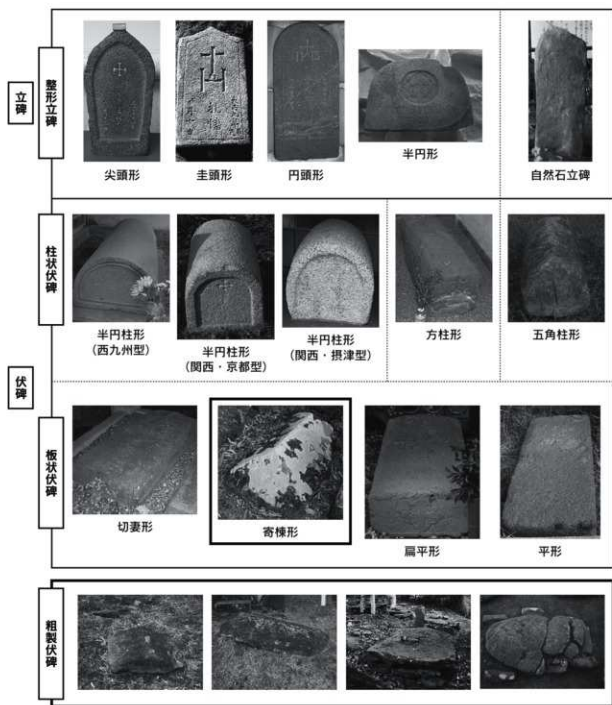 立碑
整形立碑
尖頭形
圭頭形
円頭形
半円形
自然石立碑
伏碑
柱状伏碑
半円柱形
(西九州型)
半円柱形
(関西・京都型)
半円柱形
(関西・摂津型)
方柱形
五角柱形
板状伏碑
切妻形
寄棟形
扁平形
平形
粗製伏碑